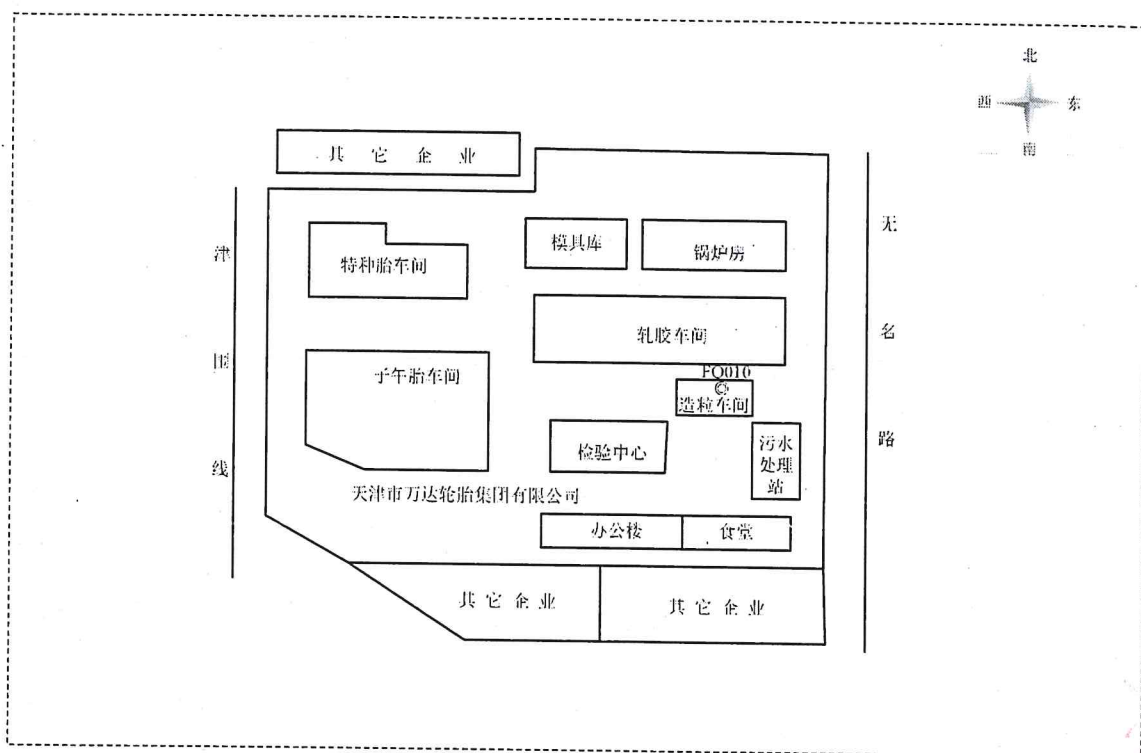 北
西 东
南
其它企业
无名路
津围线
特种胎车间
模具库
锅炉房
轧胶车间
子午胎车间
FQ010
◎
造粒车间
检验中心
污水
处理
站
天津市万达轮胎集团有限公司
办公楼
食堂
其它企业
其它企业